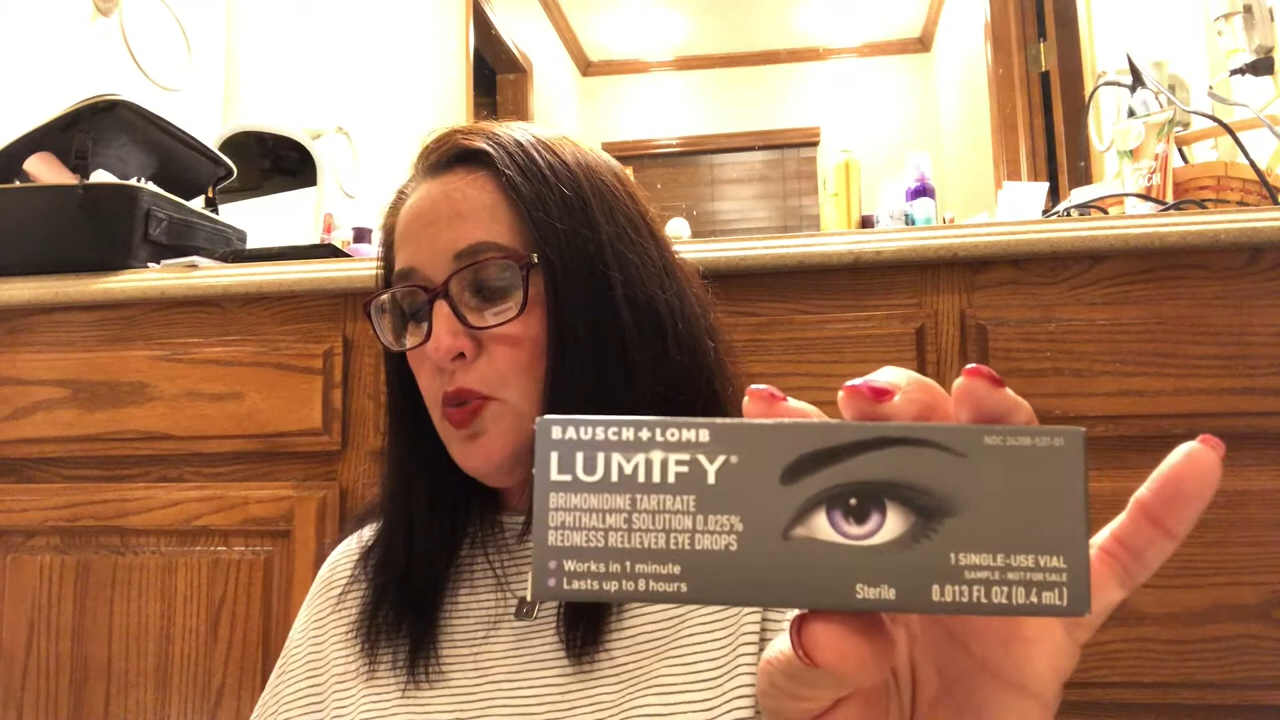 BAUSCH + LOMB
LUMIFY®
BRIMONIDINE TARTRATE
OPHTHALMIC SOLUTION 0.025%
REDNESS RELIEVER EYE DROPS
Works in 1 minute
Lasts up to 8 hours
NDC 24208-537-01
1 SINGLE-USE VIAL
SAMPLE - NOT FOR SALE
Sterile 0.013 FL OZ (0.4 mL)